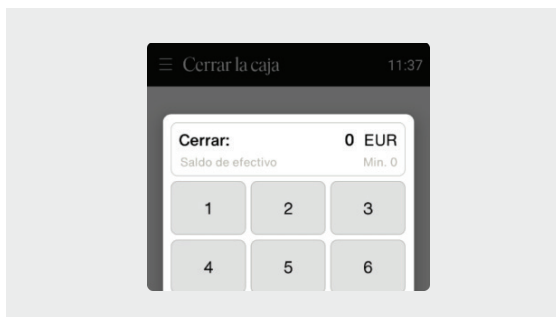 Cerrar la caja 11:37
Cerrar: 0 EUR
Saldo de efectivo Min. 0
1 2 3
4 5 6